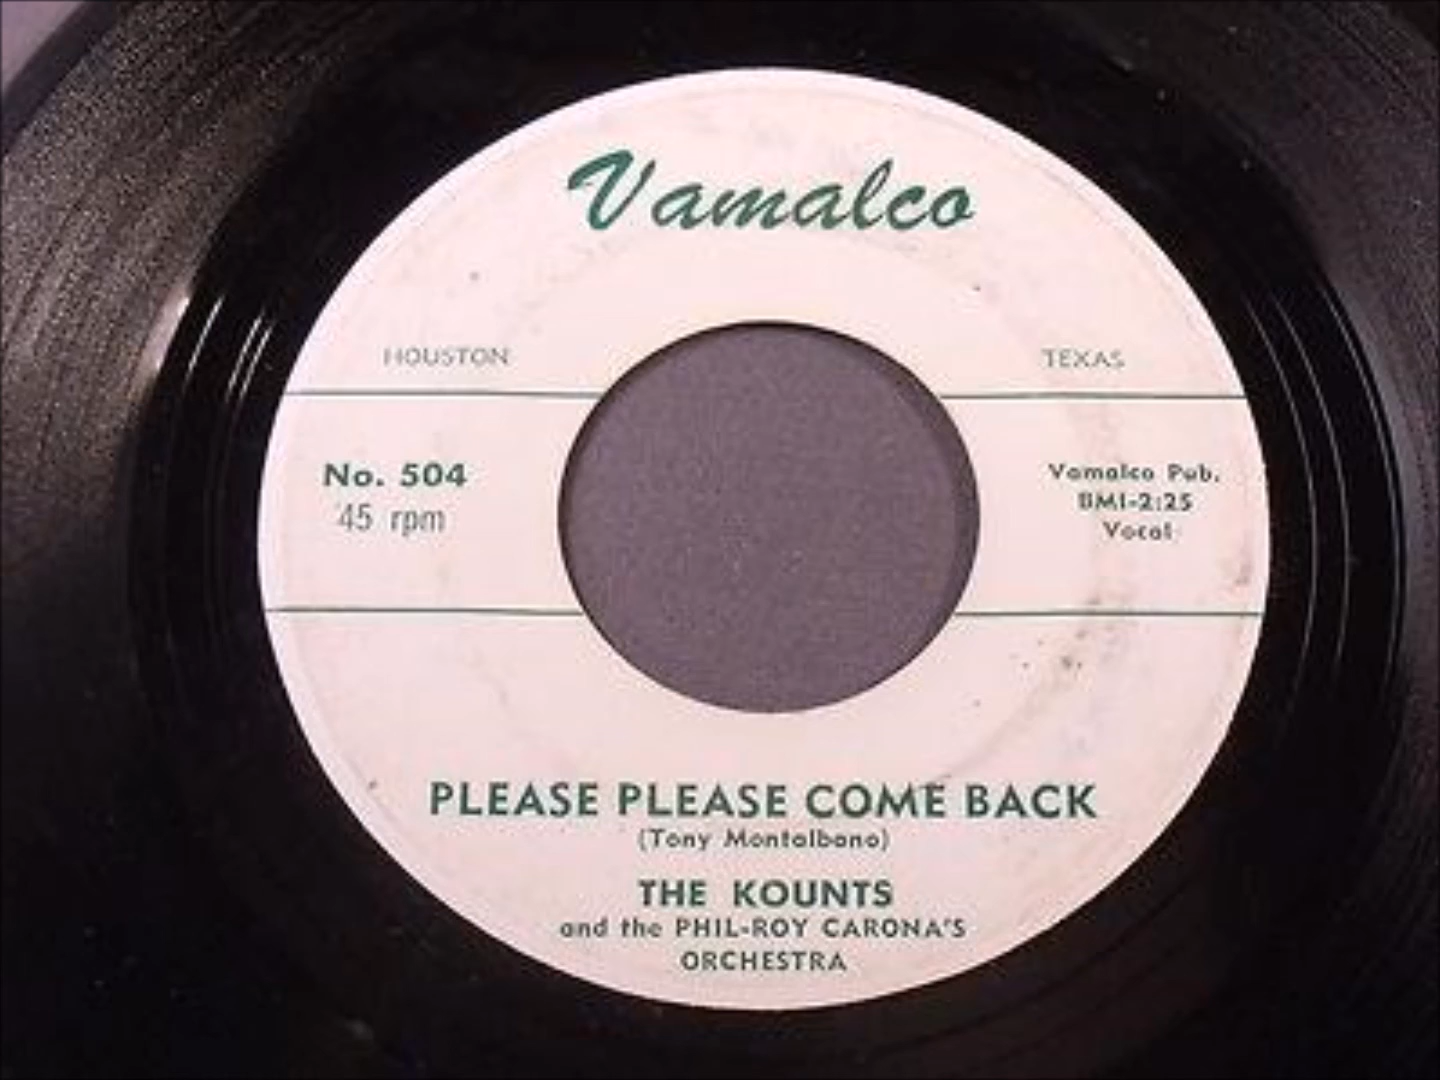 Vamalco
HOUSTON TEXAS
No. 504
45 rpm
Vamalco Pub.
BMI-2:25
Vocal
PLEASE PLEASE COME BACK
(Tony Montalbano)
THE KOUNTS
and the PHIL-ROY CARONA'S
ORCHESTRA